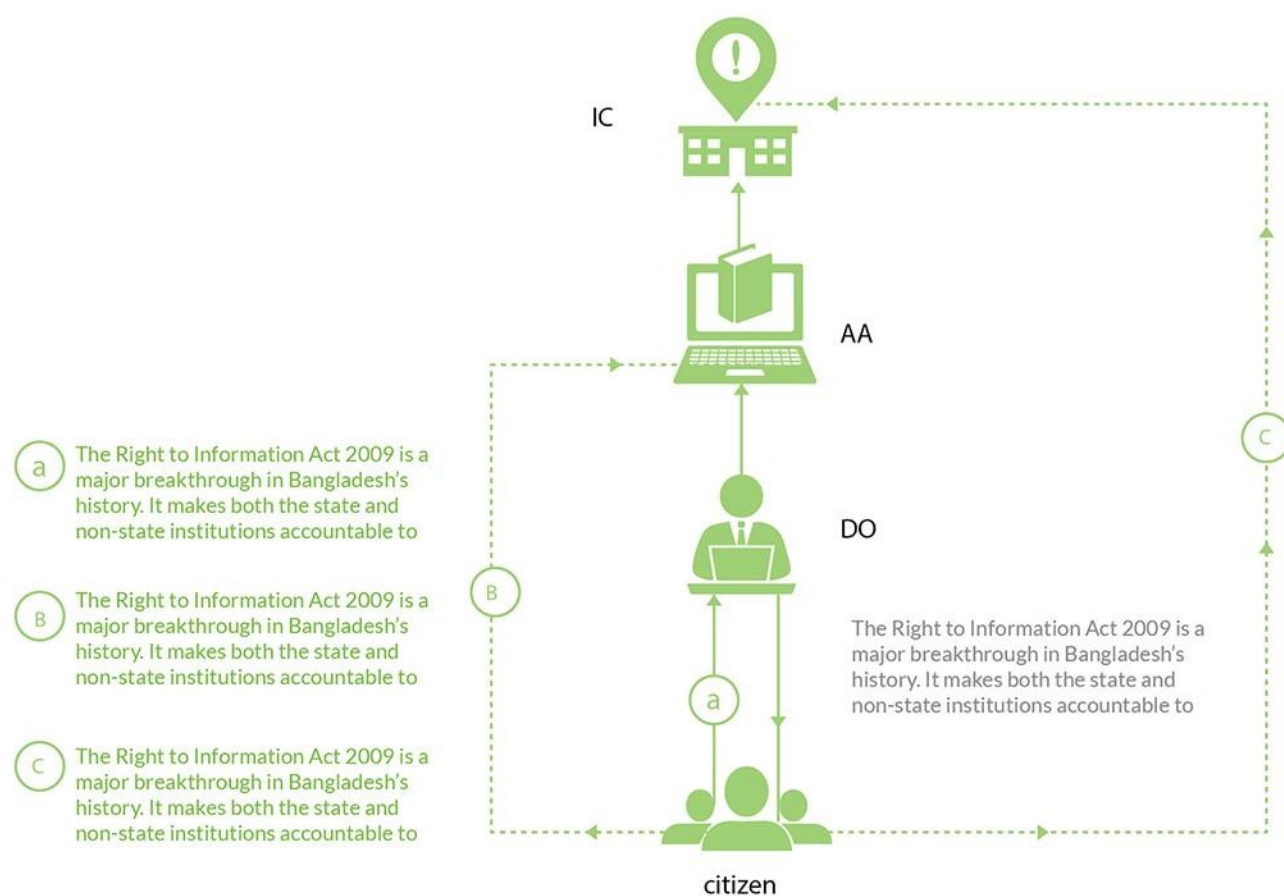 IC
AA
a
The Right to Information Act 2009 is a
major breakthrough in Bangladesh's
history. It makes both the state and
non-state institutions accountable to
C
DO
B
The Right to Information Act 2009 is a
major breakthrough in Bangladesh's
history. It makes both the state and
non-state institutions accountable to
B
The Right to Information Act 2009 is a
major breakthrough in Bangladesh's
history. It makes both the state and
non-state institutions accountable to
a
C
The Right to Information Act 2009 is a
major breakthrough in Bangladesh's
history. It makes both the state and
non-state institutions accountable to
citizen